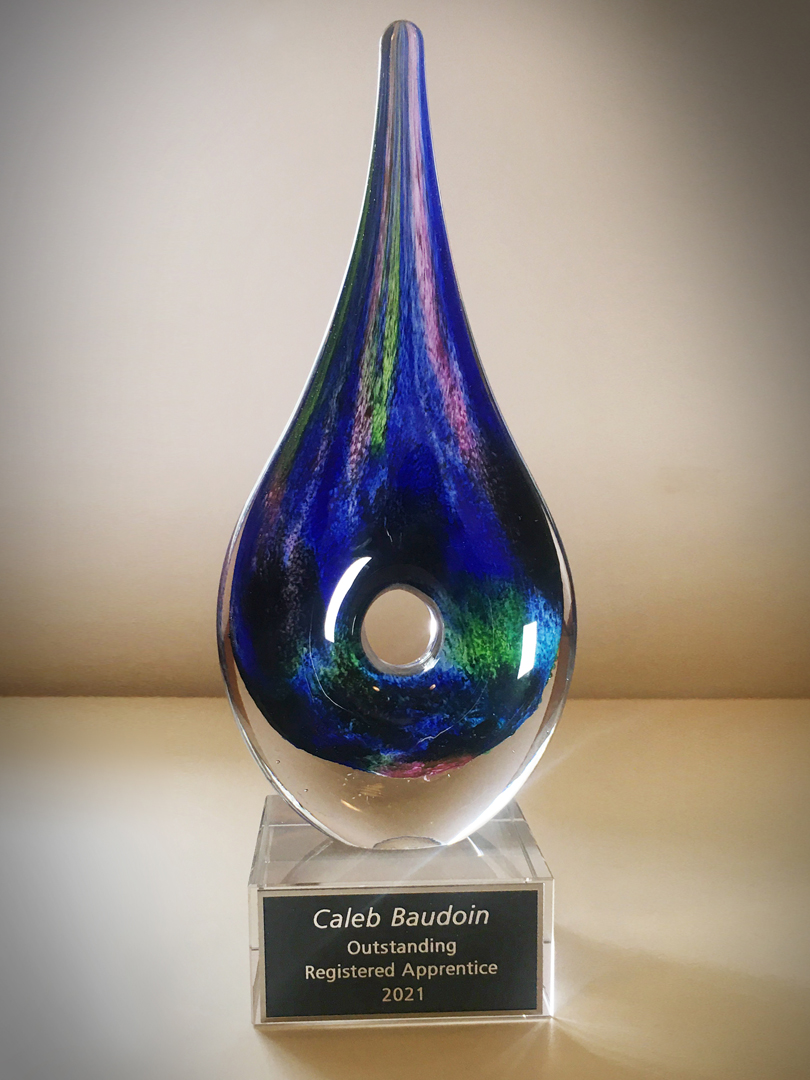 Caleb Baudoin
Outstanding
Registered Apprentice
2021